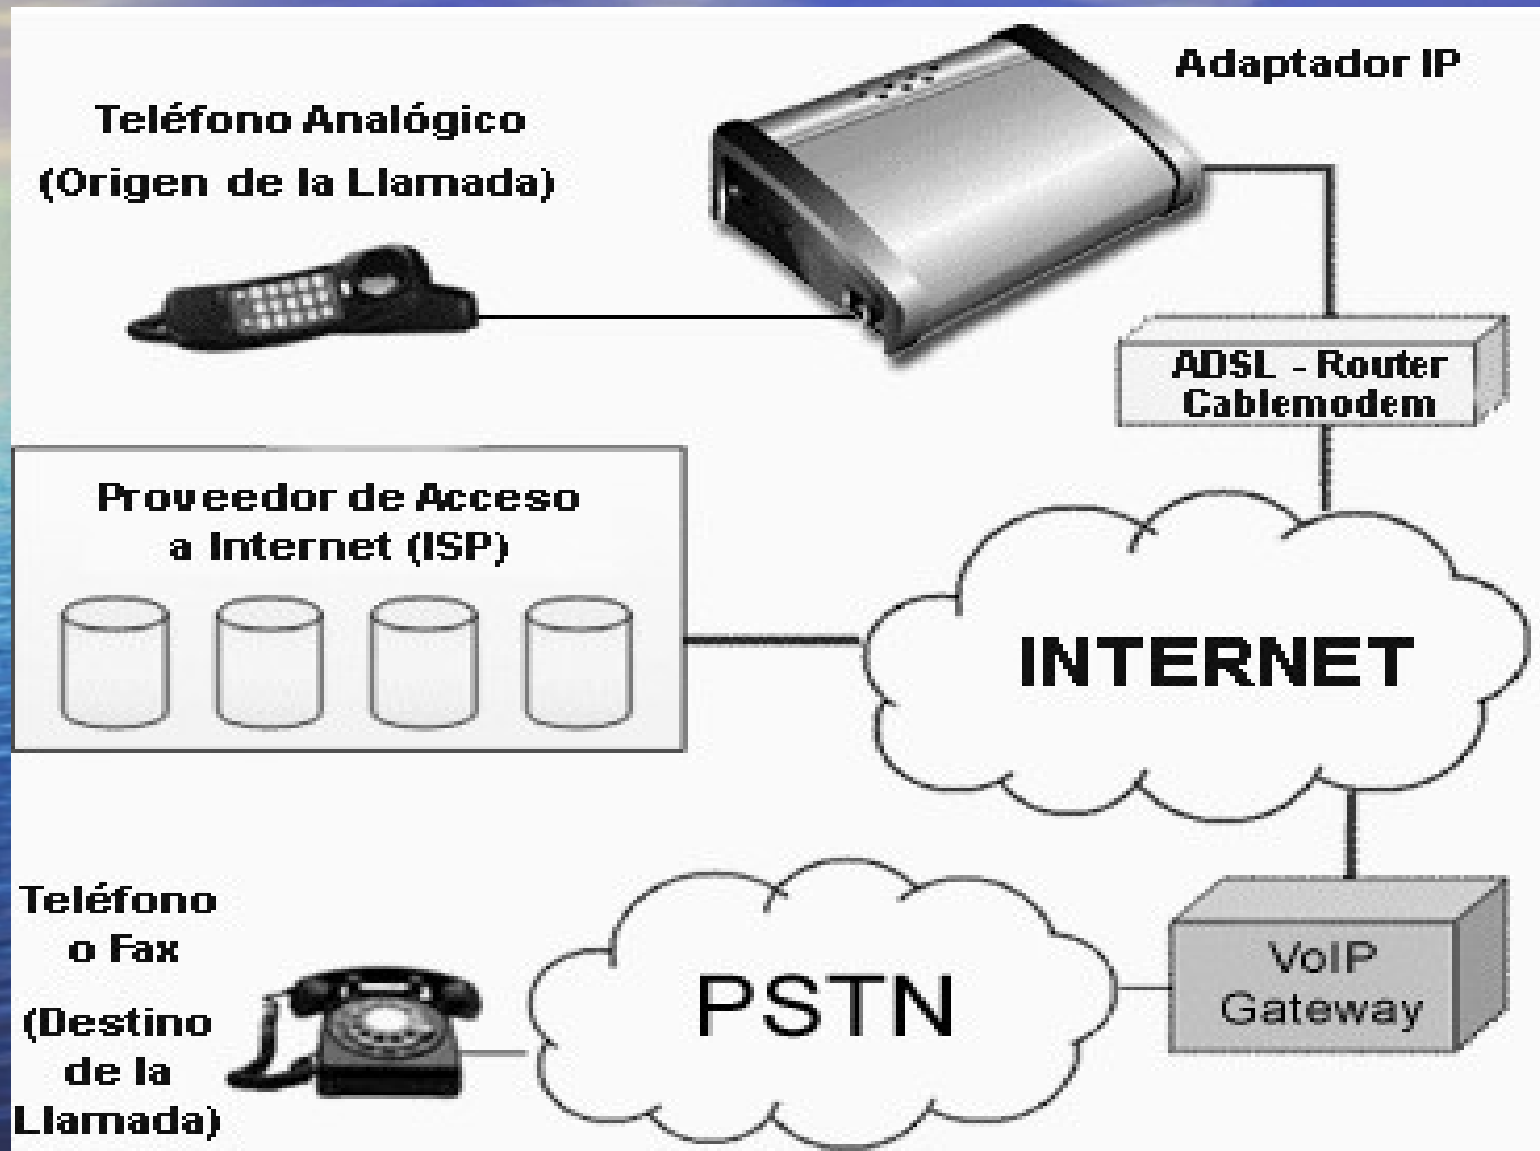 Adaptador IP
Teléfono Analógico
(Origen de la Llamada)
ADSL - Router
Cablemodem
Proveedor de Acceso
a Internet (ISP)
INTERNET
Teléfono
o Fax
(Destino
de la
Llamada)
PSTN
VoIP
Gateway